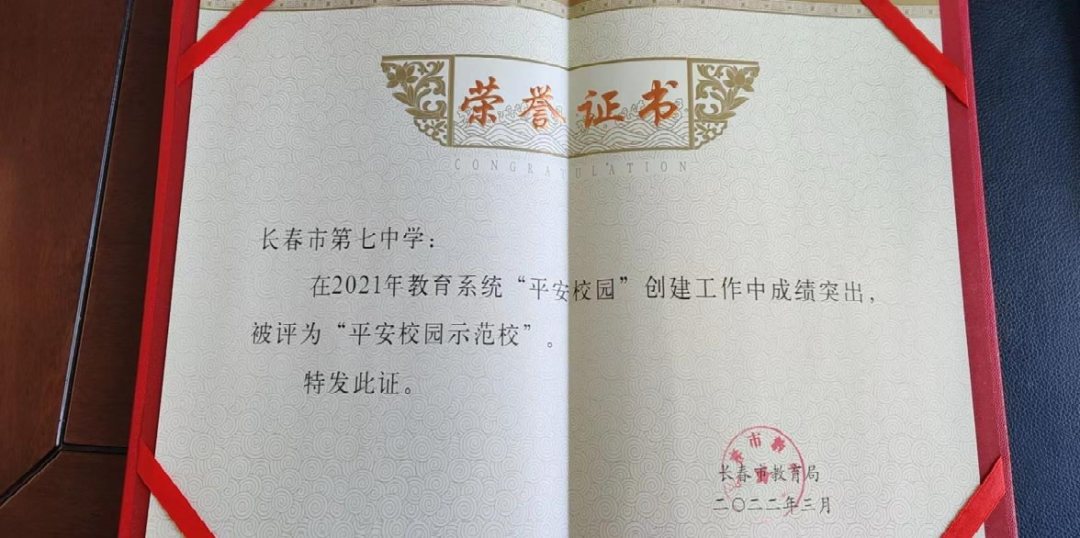 荣誉证书
CONGRATULATION
长春市第七中学：
在2021年教育系统“平安校园”创建工作中成绩突出，
被评为“平安校园示范校”。
特发此证。
长春市教育局
二〇二二年三月